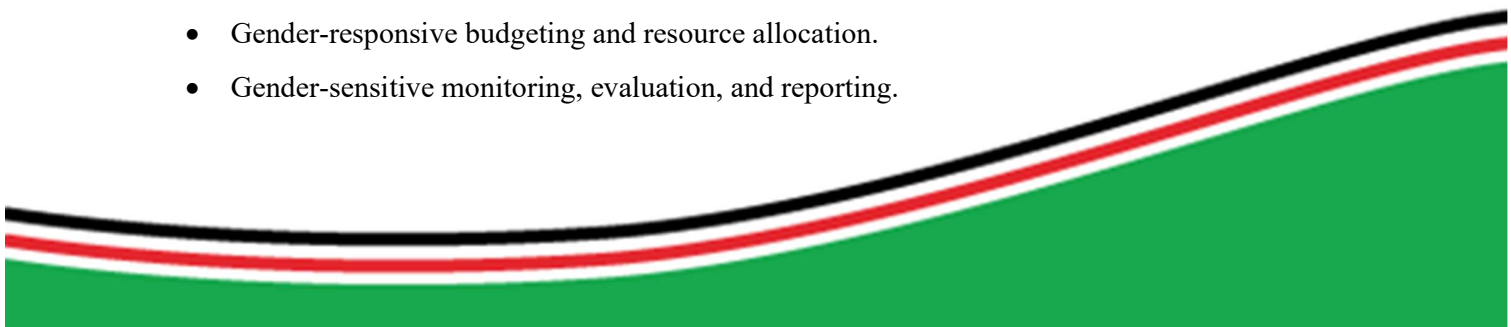 • Gender-responsive budgeting and resource allocation.
• Gender-sensitive monitoring, evaluation, and reporting.